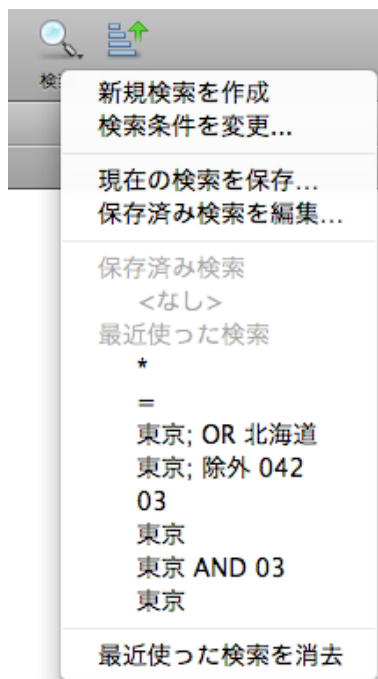 検
新規検索を作成
検索条件を変更...
現在の検索を保存...
保存済み検索を編集...
保存済み検索
<なし>
最近使った検索
*
=
東京; OR 北海道
東京; 除外 042
03
東京
東京 AND 03
東京
最近使った検索を消去